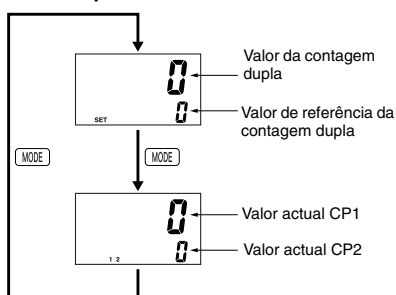 0
Valor da contagem
dupla
SET
0
Valor de referência da
contagem dupla
MODE
MODE
0
Valor actual CP1
1 2
0
Valor actual CP2